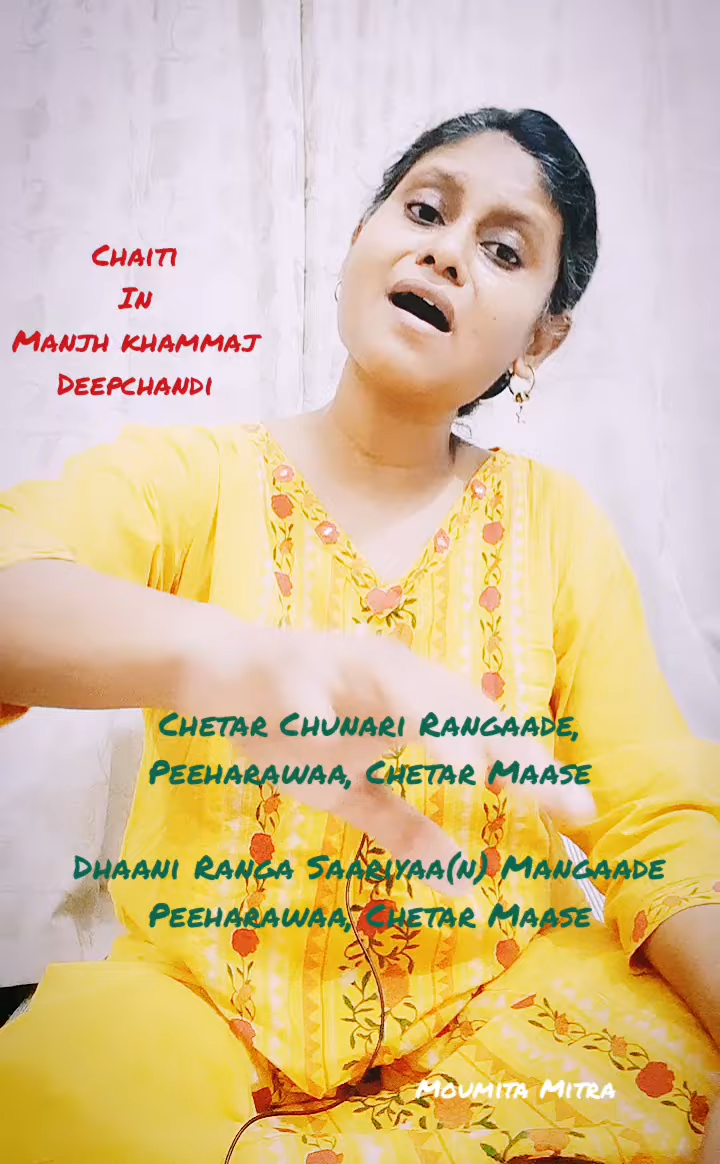 Chaiti
In
Manjh khammaj
Deepchandi
Chetar Chunari Rangaade,
Peeharawaa, Chetar Maase
Dhaani Ranga Saariyaa(n) Mangaade
Peeharawaa, Chetar Maase
Moumita Mitra